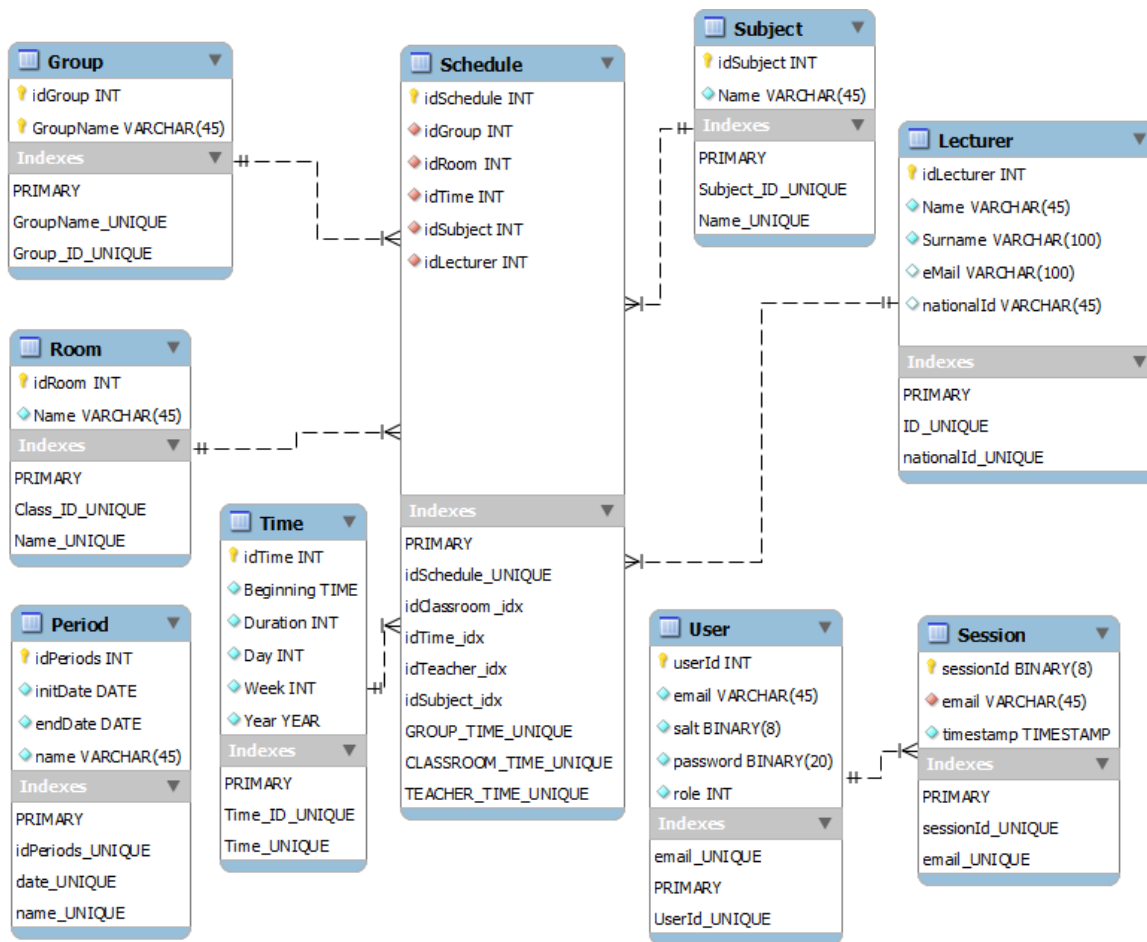 Group
idGroup INT
GroupName VARCHAR(45)
Indexes
PRIMARY
GroupName_UNIQUE
Group_ID_UNIQUE
Schedule
idSchedule INT
idGroup INT
idRoom INT
idTime INT
idSubject INT
idLecturer INT
Indexes
PRIMARY
idSchedule_UNIQUE
idClassroom_idx
idTime_idx
idTeacher_idx
idSubject_idx
GROUP_TIME_UNIQUE
CLASSROOM_TIME_UNIQUE
TEACHER_TIME_UNIQUE
Subject
idSubject INT
Name VARCHAR(45)
Indexes
PRIMARY
Subject_ID_UNIQUE
Name_UNIQUE
Lecturer
idLecturer INT
Name VARCHAR(45)
Surname VARCHAR(100)
eMail VARCHAR(100)
nationalId VARCHAR(45)
Indexes
PRIMARY
ID_UNIQUE
nationalId_UNIQUE
Room
idRoom INT
Name VARCHAR(45)
Indexes
PRIMARY
Class_ID_UNIQUE
Name_UNIQUE
Time
idTime INT
Beginning TIME
Duration INT
Day INT
Week INT
Year YEAR
Indexes
PRIMARY
Time_ID_UNIQUE
Time_UNIQUE
Period
idPeriods INT
initDate DATE
endDate DATE
name VARCHAR(45)
Indexes
PRIMARY
idPeriods_UNIQUE
date_UNIQUE
name_UNIQUE
User
userId INT
email VARCHAR(45)
salt BINARY(8)
password BINARY(20)
role INT
Indexes
email_UNIQUE
PRIMARY
UserId_UNIQUE
Session
sessionId BINARY(8)
email VARCHAR(45)
timestamp TIMESTAMP
Indexes
PRIMARY
sessionId_UNIQUE
email_UNIQUE